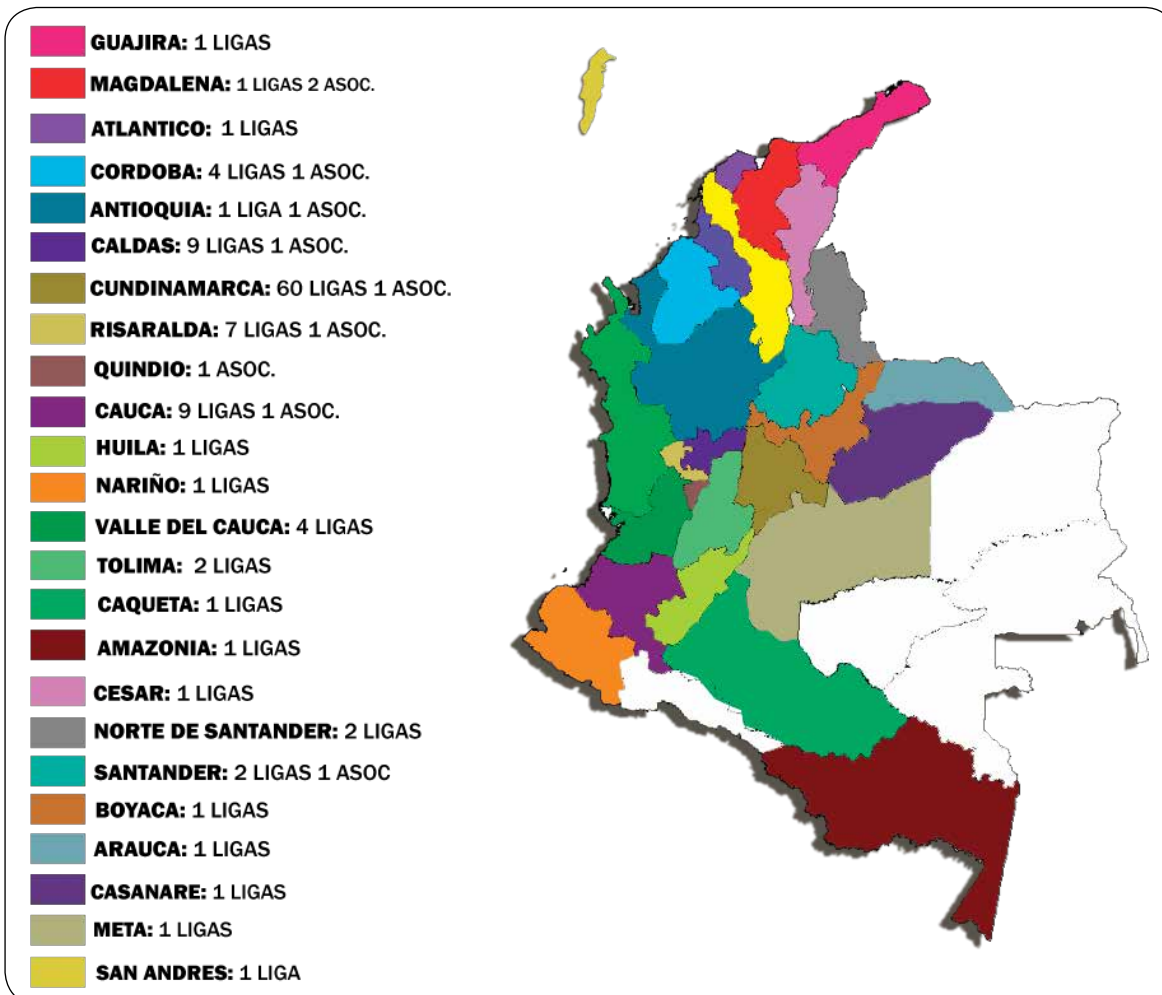 GUAJIRA: 1 LIGAS
MAGDALENA: 1 LIGAS 2 ASOC.
ATLANTICO: 1 LIGAS
CORDOBA: 4 LIGAS 1 ASOC.
ANTIOQUIA: 1 LIGA 1 ASOC.
CALDAS: 9 LIGAS 1 ASOC.
CUNDINAMARCA: 60 LIGAS 1 ASOC.
RISARALDA: 7 LIGAS 1 ASOC.
QUINDIO: 1 ASOC.
CAUCA: 9 LIGAS 1 ASOC.
HUILA: 1 LIGAS
NARIÑO: 1 LIGAS
VALLE DEL CAUCA: 4 LIGAS
TOLIMA: 2 LIGAS
CAQUETA: 1 LIGAS
AMAZONIA: 1 LIGAS
CESAR: 1 LIGAS
NORTE DE SANTANDER: 2 LIGAS
SANTANDER: 2 LIGAS 1 ASOC
BOYACA: 1 LIGAS
ARAUCA: 1 LIGAS
CASANARE: 1 LIGAS
META: 1 LIGAS
SAN ANDRES: 1 LIGA